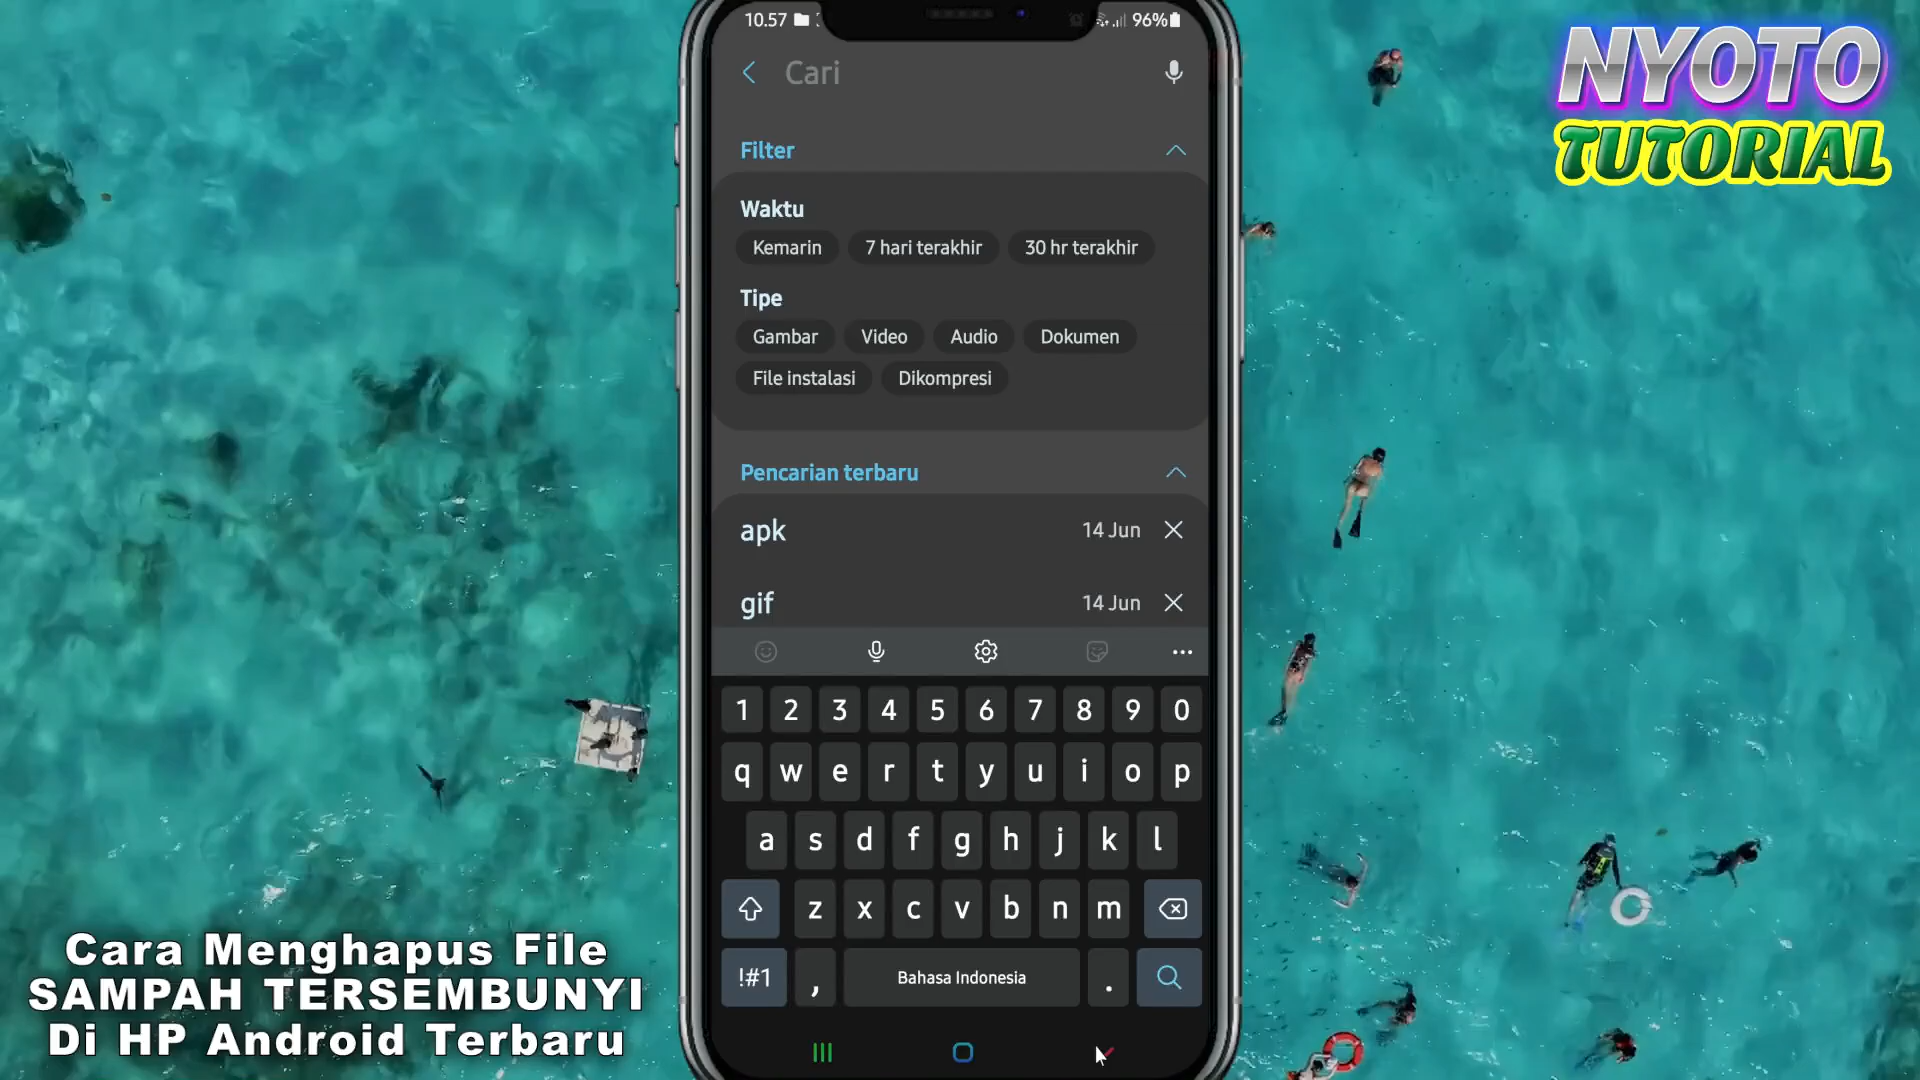 10.57
96%
NYOTO
TUTORIAL
Cari
Filter
Waktu
Kemarin
7 hari terakhir
30 hr terakhir
Tipe
Gambar
Video
Audio
Dokumen
File instalasi
Dikompresi
Pencarian terbaru
apk
14 Jun
gif
14 Jun
1 2 3 4 5 6 7 8 9 0
q w e r t y u i o p
a s d f g h j k l
z x c v b n m
!#1 , Bahasa Indonesia .
Cara Menghapus File
SAMPAH TERSEMBUNYI
Di HP Android Terbaru